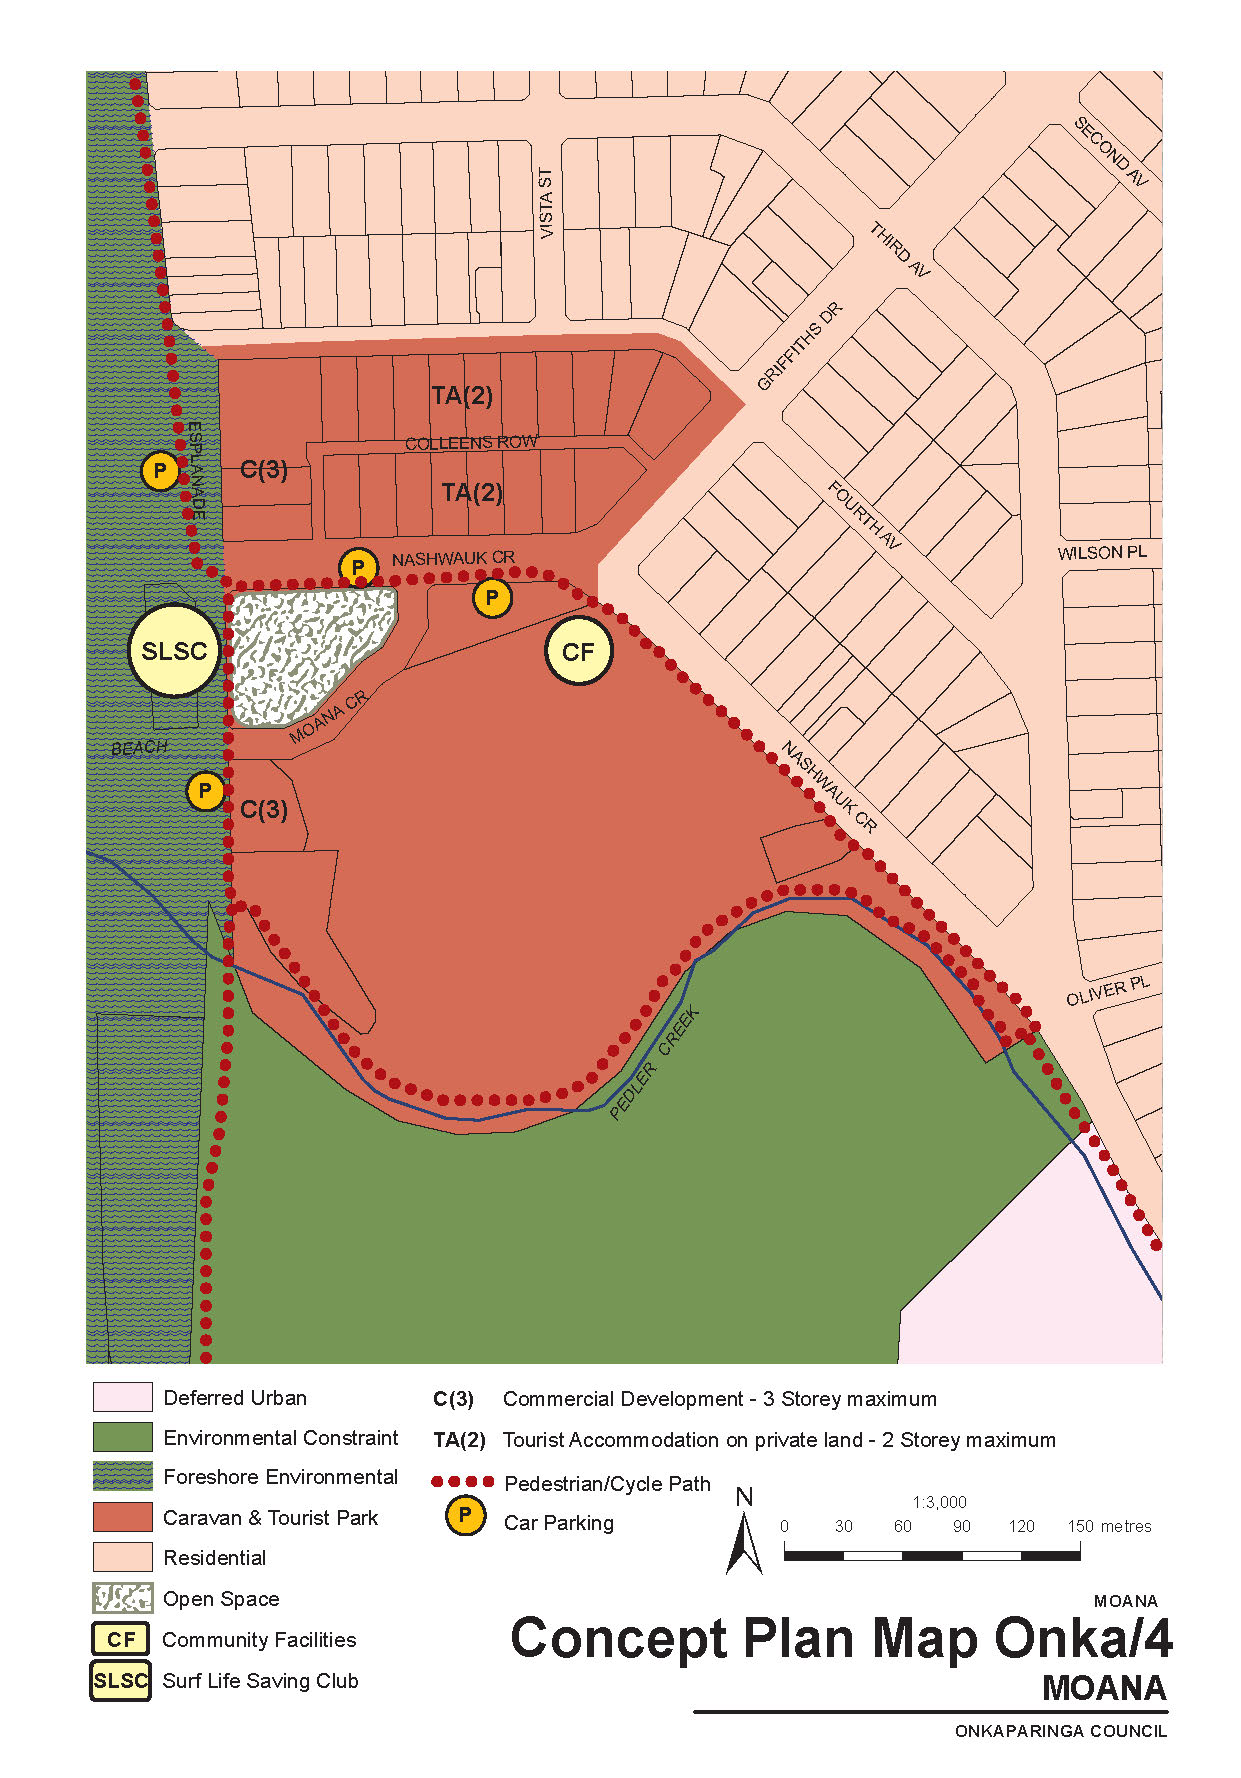 SECOND AV
VISTA ST
THIRD AV
GRIFFITHS DR
TA(2)
ESPLANADE
COLLEENS ROW
P
C(3)
TA(2)
FOURTH AV
NASHWAUK CR
WILSON PL
P
P
SLSC
CF
MOANA CR
BEACH
NASHWAUK CR
P
C(3)
OLIVER PL
PEDLER CREEK
Deferred Urban
Environmental Constraint
Foreshore Environmental
Caravan & Tourist Park
Residential
Open Space
CF Community Facilities
SLSC Surf Life Saving Club
C(3) Commercial Development - 3 Storey maximum
TA(2) Tourist Accommodation on private land - 2 Storey maximum
Pedestrian/Cycle Path
P Car Parking
N
1:3,000
0 30 60 90 120 150 metres
MOANA
Concept Plan Map Onka/4
MOANA
ONKAPARINGA COUNCIL